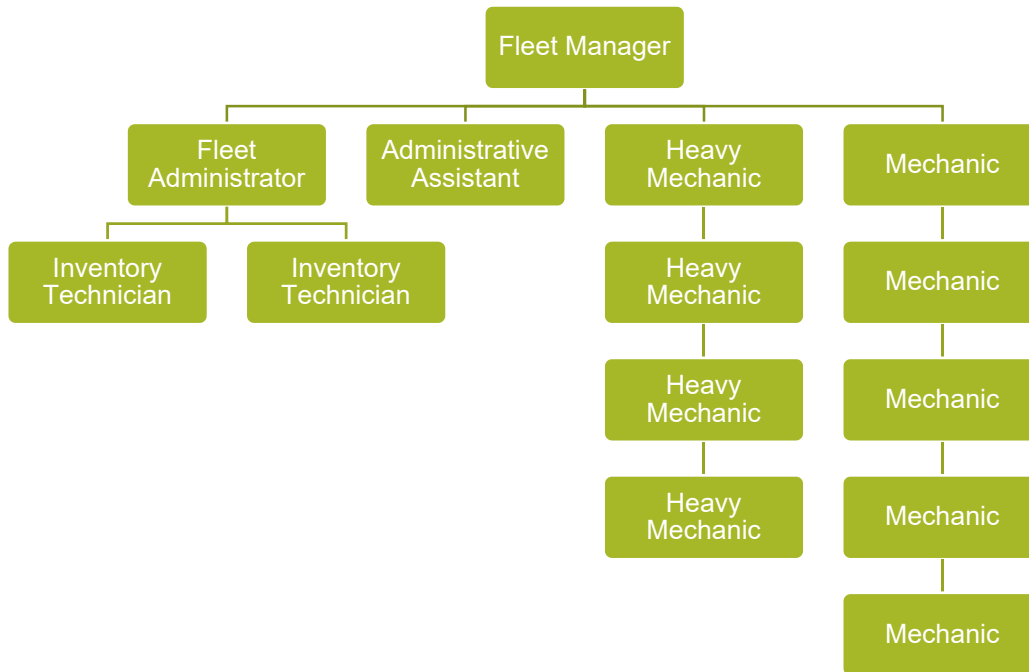 Fleet Manager
Fleet
Administrator
Administrative
Assistant
Heavy
Mechanic
Mechanic
Inventory
Technician
Inventory
Technician
Heavy
Mechanic
Mechanic
Heavy
Mechanic
Mechanic
Heavy
Mechanic
Mechanic
Mechanic